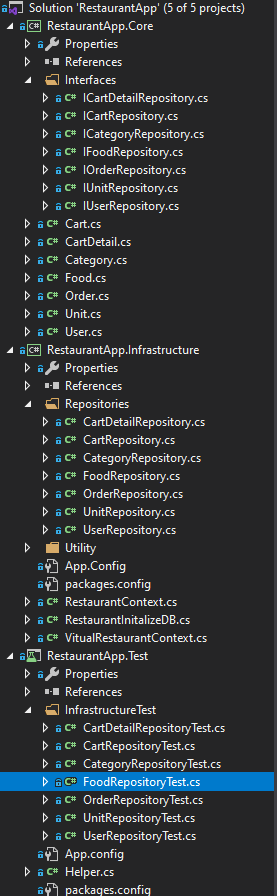 Solution 'RestaurantApp' (5 of 5 projects)
C# RestaurantApp.Core
Properties
References
Interfaces
C# ICartDetailRepository.cs
C# ICartRepository.cs
C# ICategoryRepository.cs
C# IFoodRepository.cs
C# IOrderRepository.cs
C# IUnitRepository.cs
C# IUserRepository.cs
C# Cart.cs
C# CartDetail.cs
C# Category.cs
C# Food.cs
C# Order.cs
C# Unit.cs
C# User.cs
C# RestaurantApp.Infrastructure
Properties
References
Repositories
C# CartDetailRepository.cs
C# CartRepository.cs
C# CategoryRepository.cs
C# FoodRepository.cs
C# OrderRepository.cs
C# UnitRepository.cs
C# UserRepository.cs
Utility
App.Config
packages.config
C# RestaurantContext.cs
C# RestaurantInitalizeDB.cs
C# VitualRestaurantContext.cs
RestaurantApp.Test
Properties
References
InfrastructureTest
C# CartDetailRepositoryTest.cs
C# CartRepositoryTest.cs
C# CategoryRepositoryTest.cs
C# FoodRepositoryTest.cs
C# OrderRepositoryTest.cs
C# UnitRepositoryTest.cs
C# UserRepositoryTest.cs
App.config
C# Helper.cs
packages.config